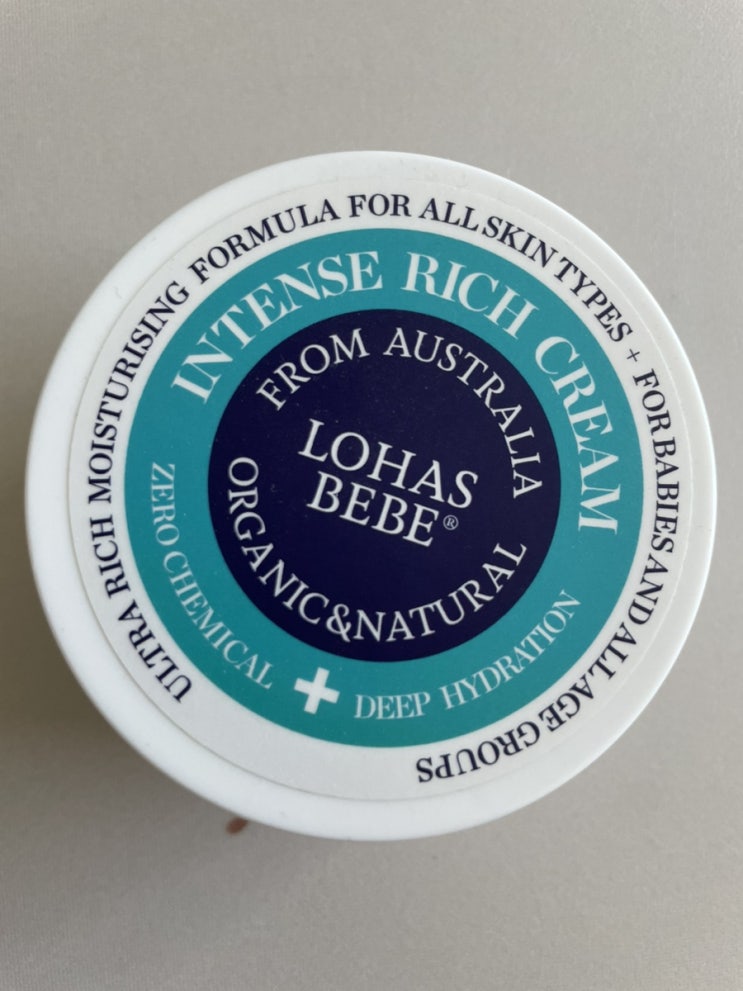 ULTRA RICH MOISTURISING FORMULA FOR ALL SKIN TYPES + FOR BABIES AND ALL AGE GROUPS
INTENSE RICH CREAM
FROM AUSTRALIA
LOHAS
BEBE®
ORGANIC&NATURAL
ZERO CHEMICAL + DEEP HYDRATION